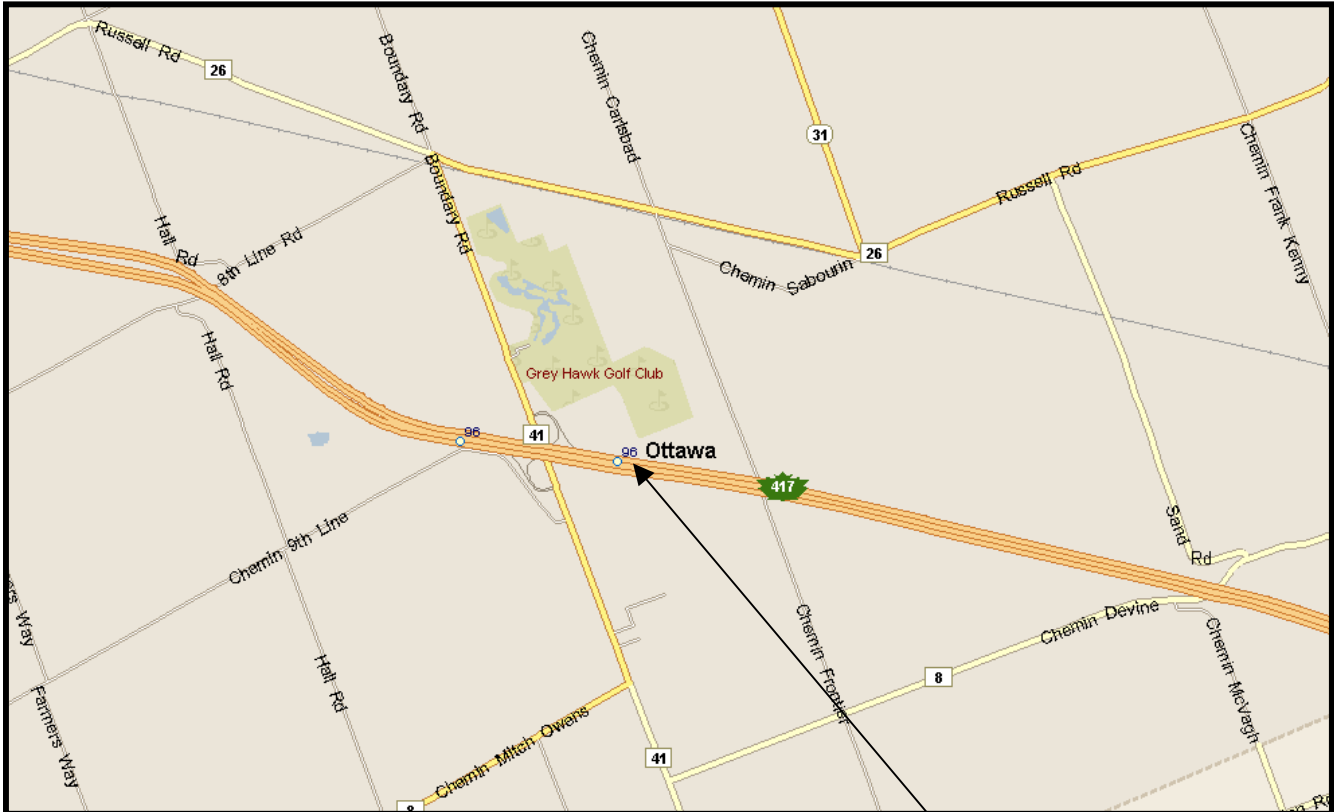 Russell Rd
26
Boundary Rd
Chemin Carlsbad
31
Chemin Frank Kenny
Boundary Rd
Russell Rd
Hall Rd
8th Line Rd
Chemin Sabourin
26
Hall Rd
Grey Hawk Golf Club
96
41
96
Ottawa
417
Chemin 9th Line
Sand Rd
Farmers Way
Hall Rd
Chemin Frontier
Chemin Devine
8
Chemin McVagh
Chemin Mitch Owens
41
8